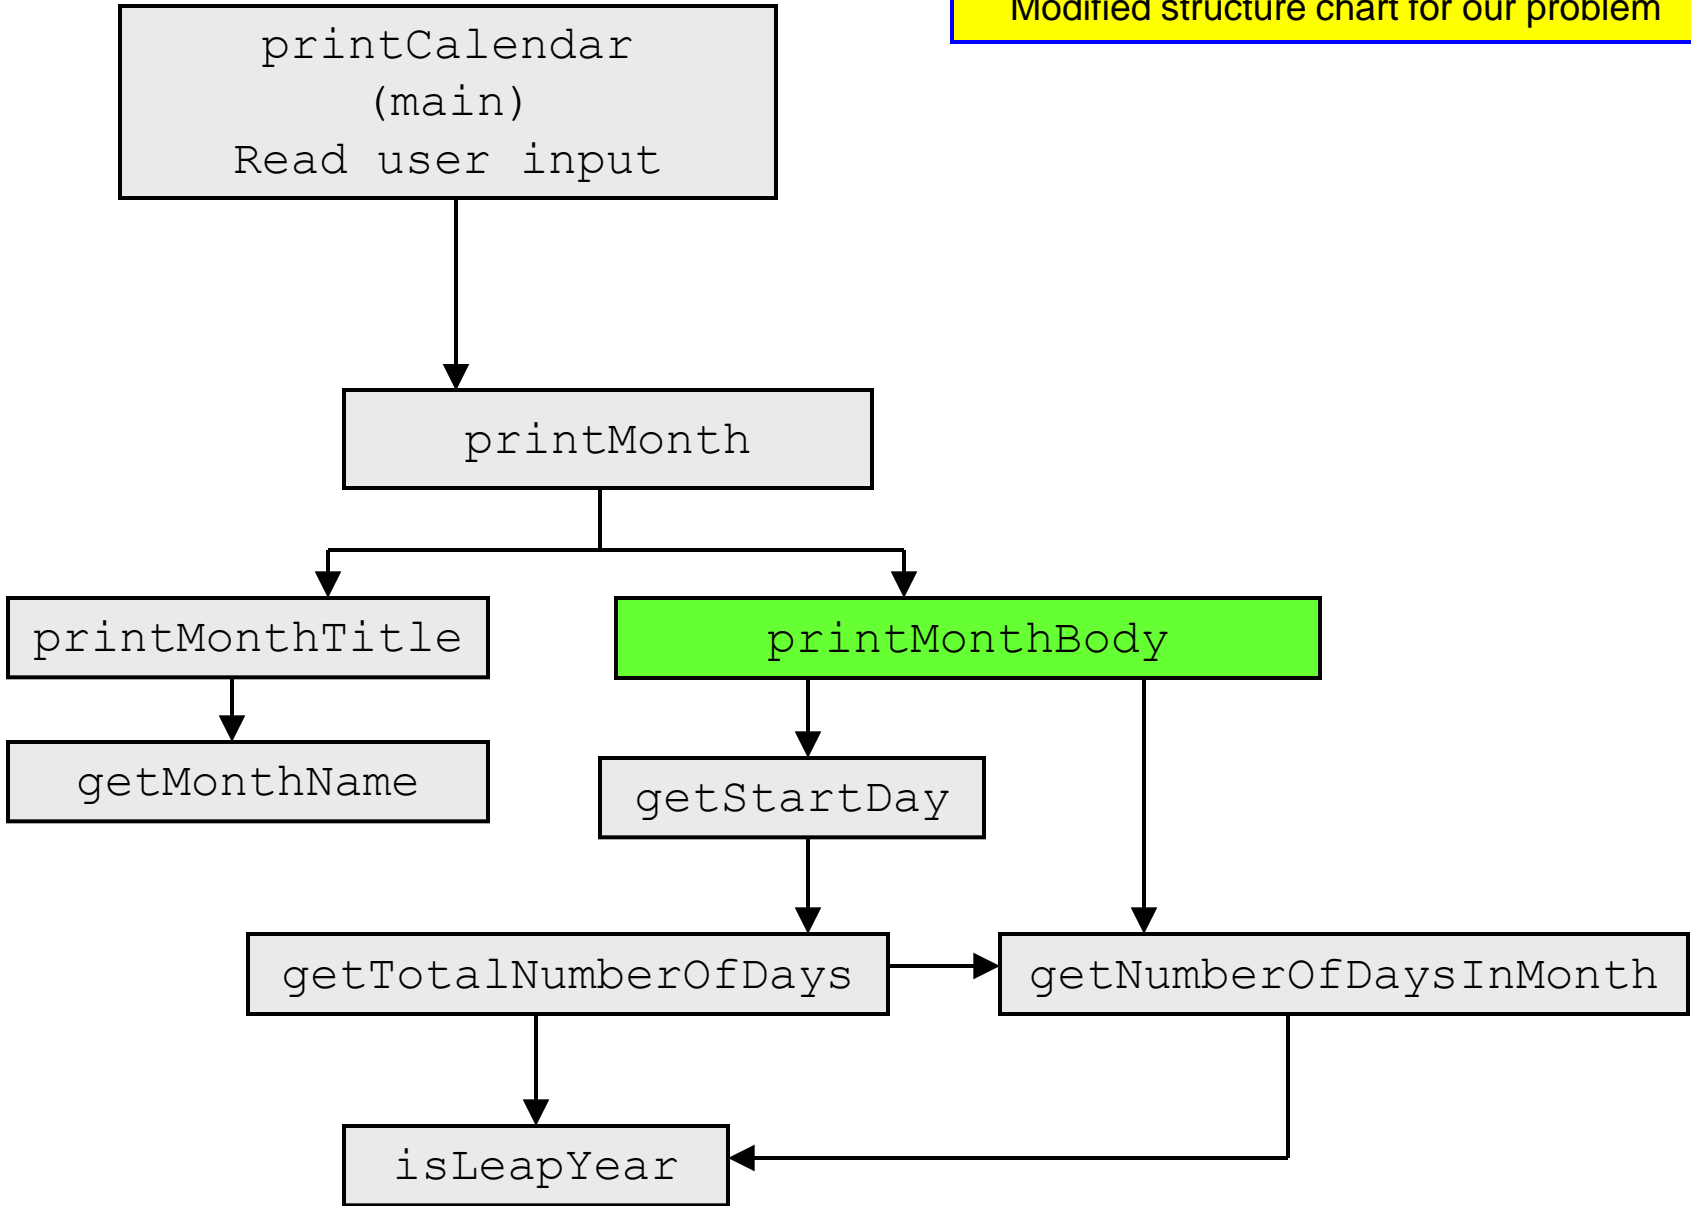 Modified structure chart for our problem
printCalendar
(main)
Read user input
printMonth
printMonthTitle
printMonthBody
getMonthName
getStartDay
getTotalNumberOfDays
getNumberOfDaysInMonth
isLeapYear